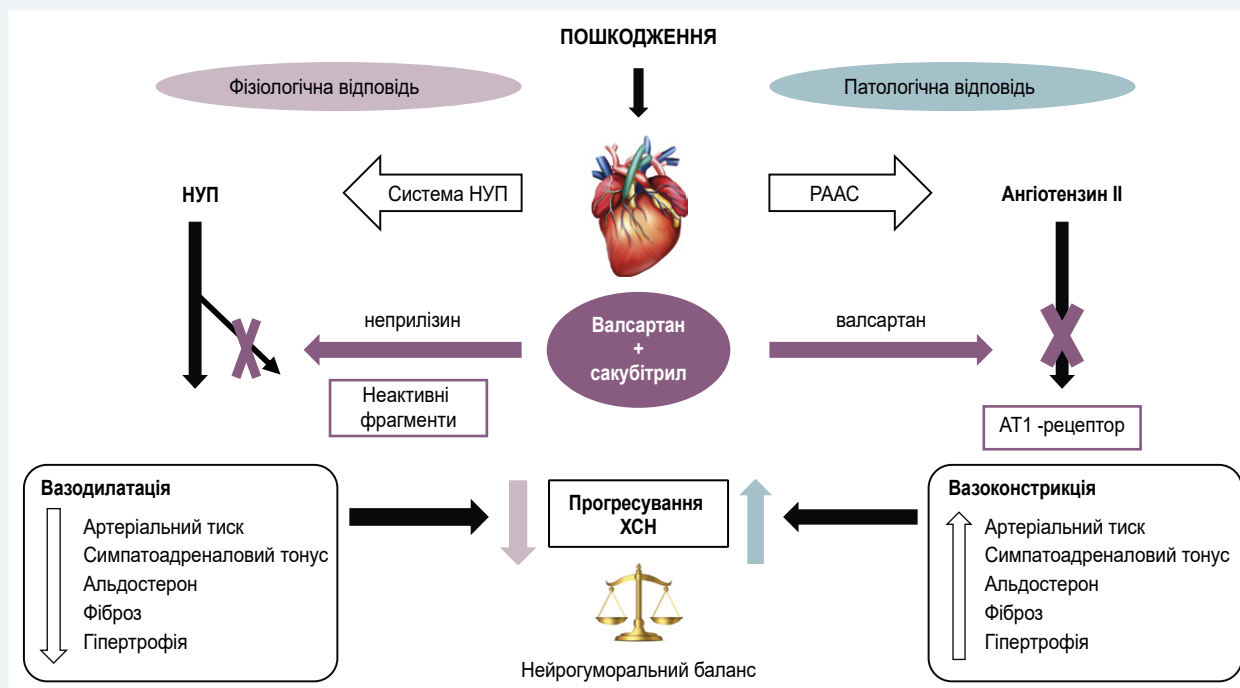 ПОШКОДЖЕННЯ
Фізіологічна відповідь
Патологічна відповідь
НУП
Система НУП
РААС
Ангіотензин II
неприлізин
Валсартан
+
сакубітрил
валсартан
Неактивні
фрагменти
АТ1 -рецептор
Вазодилатація
Артеріальний тиск
Симпатоадреналовий тонус
Альдостерон
Фіброз
Гіпертрофія
Прогресування
ХСН
Вазоконстрикція
Артеріальний тиск
Симпатоадреналовий тонус
Альдостерон
Фіброз
Гіпертрофія
Нейрогуморальний баланс